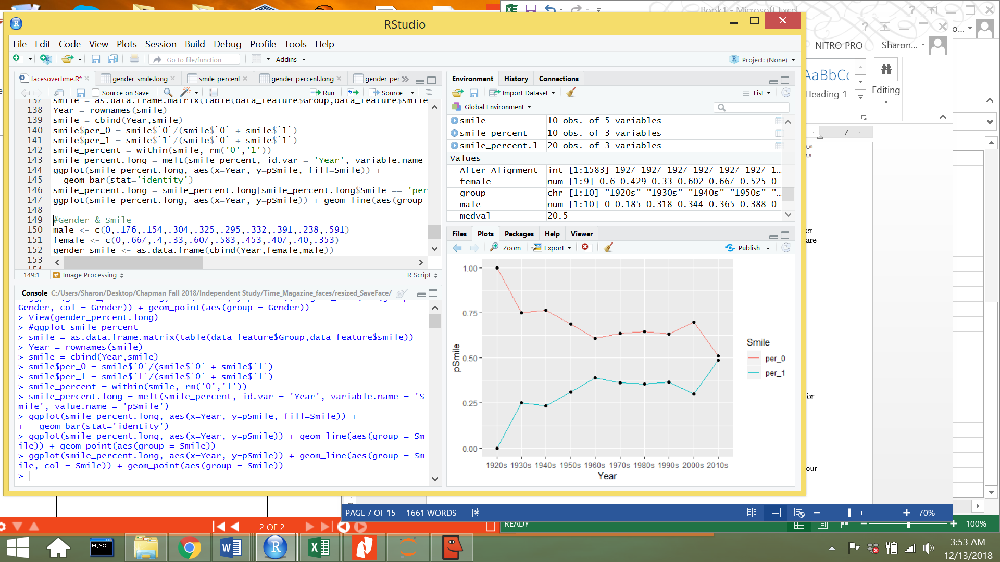 Book1 - Microsoft Excel
RStudio
File Edit Code View Plots Session Build Debug Profile Tools Help
Go to file/function
Addins
Project: (None)
facesovertime.R*
gender_smile.long
smile_percent
gender_percent.long
gender_per
Source on Save
Run
Source
137 smile = as.data.frame.matrix(table(data_feature$Group,data_feature$smile
138 Year = rownames(smile)
139 smile = cbind(Year,smile)
140 smile$per_0 = smile$`0`/(smile$`0` + smile$`1`)
141 smile$per_1 = smile$`1`/(smile$`0` + smile$`1`)
142 smile_percent = within(smile, rm('0','1'))
143 smile_percent.long = melt(smile_percent, id.var = 'Year', variable.name
144 ggplot(smile_percent.long, aes(x=Year, y=pSmile, fill=Smile)) +
145 geom_bar(stat='identity')
146 smile_percent.long = smile_percent.long[smile_percent.long$Smile == 'per
147 ggplot(smile_percent.long, aes(x=Year, y=pSmile)) + geom_line(aes(group
148
149 #Gender & Smile
150 male <- c(0,.176,.154,.304,.325,.295,.332,.391,.238,.591)
151 female <- c(0,.667,.4,.33,.607,.583,.453,.407,.40,.353)
152 gender_smile <- as.data.frame(cbind(Year,female,male))
153
154
149:1 Image Processing R Script
Console C:/Users/Sharon/Desktop/Chapman Fall 2018/Independent Study/Time_Magazine_faces/resized_SaveFace/
Gender, col = Gender)) + geom_point(aes(group = Gender))
> View(gender_percent.long)
> #ggplot smile percent
> smile = as.data.frame.matrix(table(data_feature$Group,data_feature$smile))
> Year = rownames(smile)
> smile = cbind(Year,smile)
> smile$per_0 = smile$`0`/(smile$`0` + smile$`1`)
> smile$per_1 = smile$`1`/(smile$`0` + smile$`1`)
> smile_percent = within(smile, rm('0','1'))
> smile_percent.long = melt(smile_percent, id.var = 'Year', variable.name = 'S
mile', value.name = 'pSmile')
> ggplot(smile_percent.long, aes(x=Year, y=pSmile, fill=Smile)) +
+ geom_bar(stat='identity')
> ggplot(smile_percent.long, aes(x=Year, y=pSmile)) + geom_line(aes(group = Sm
ile)) + geom_point(aes(group = Smile))
> ggplot(smile_percent.long, aes(x=Year, y=pSmile)) + geom_line(aes(group = Sm
ile, col = Smile)) + geom_point(aes(group = Smile))
>
Environment History Connections
Import Dataset
List
Global Environment
smile 10 obs. of 5 variables
smile_percent 10 obs. of 3 variables
smile_percent.l... 20 obs. of 3 variables
Values
After_Alignment int [1:1583] 1927 1927 1927 1927 1927 1927 1...
female num [1:9] 0.6 0.429 0.33 0.602 0.667 0.525 0...
group chr [1:10] "1920s" "1930s" "1940s" "1950s" "...
male num [1:10] 0 0.185 0.318 0.344 0.365 0.388 0...
medval 20.5
Files Plots Packages Help Viewer
Zoom Export Publish
1.00
0.75
0.50
0.25
0.00
pSmile
1920s 1930s 1940s 1950s 1960s 1970s 1980s 1990s 2000s 2010s
Year
Smile
per_0
per_1
NITRO PRO
Sharon...
AaBbCc
Heading 1
Editing
7
er
are
for
our
PAGE 7 OF 15 1661 WORDS
70%
2 OF 2
READY
100%
MySQL>
3:53 AM
12/13/2018